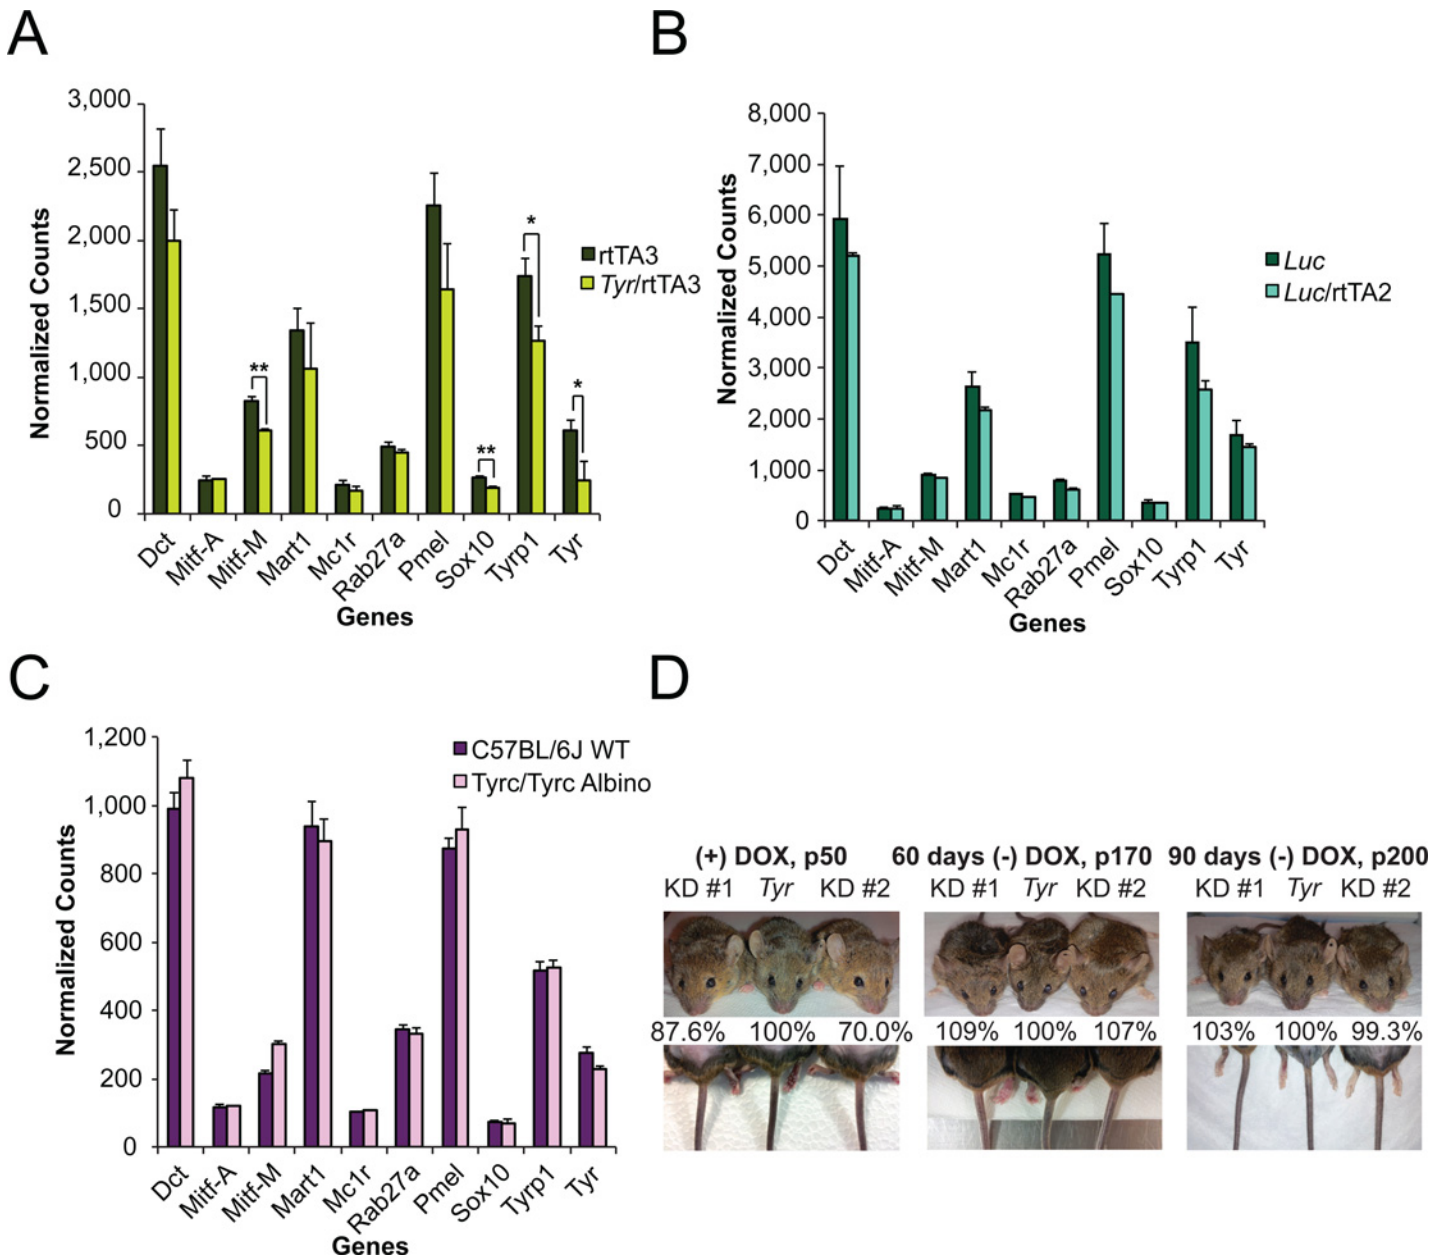 A
3,000
2,500
2,000
1,500
1,000
500
0
Normalized Counts
**
**
*
*
rtTA3
Tyr/rtTA3
Dct
Mitf-A
Mitf-M
Mart1
Mc1r
Rab27a
Pmel
Sox10
Tyrp1
Tyr
Genes
B
8,000
7,000
6,000
5,000
4,000
3,000
2,000
1,000
0
Normalized Counts
Luc
Luc/rtTA2
Dct
Mitf-A
Mitf-M
Mart1
Mc1r
Rab27a
Pmel
Sox10
Tyrp1
Tyr
Genes
C
1,200
1,000
800
600
400
200
0
Normalized Counts
C57BL/6J WT
Tyrc/Tyrc Albino
Dct
Mitf-A
Mitf-M
Mart1
Mc1r
Rab27a
Pmel
Sox10
Tyrp1
Tyr
Genes
D
(+) DOX, p50
KD #1 Tyr KD #2
87.6% 100% 70.0%
60 days (-) DOX, p170
KD #1 Tyr KD #2
109% 100% 107%
90 days (-) DOX, p200
KD #1 Tyr KD #2
103% 100% 99.3%